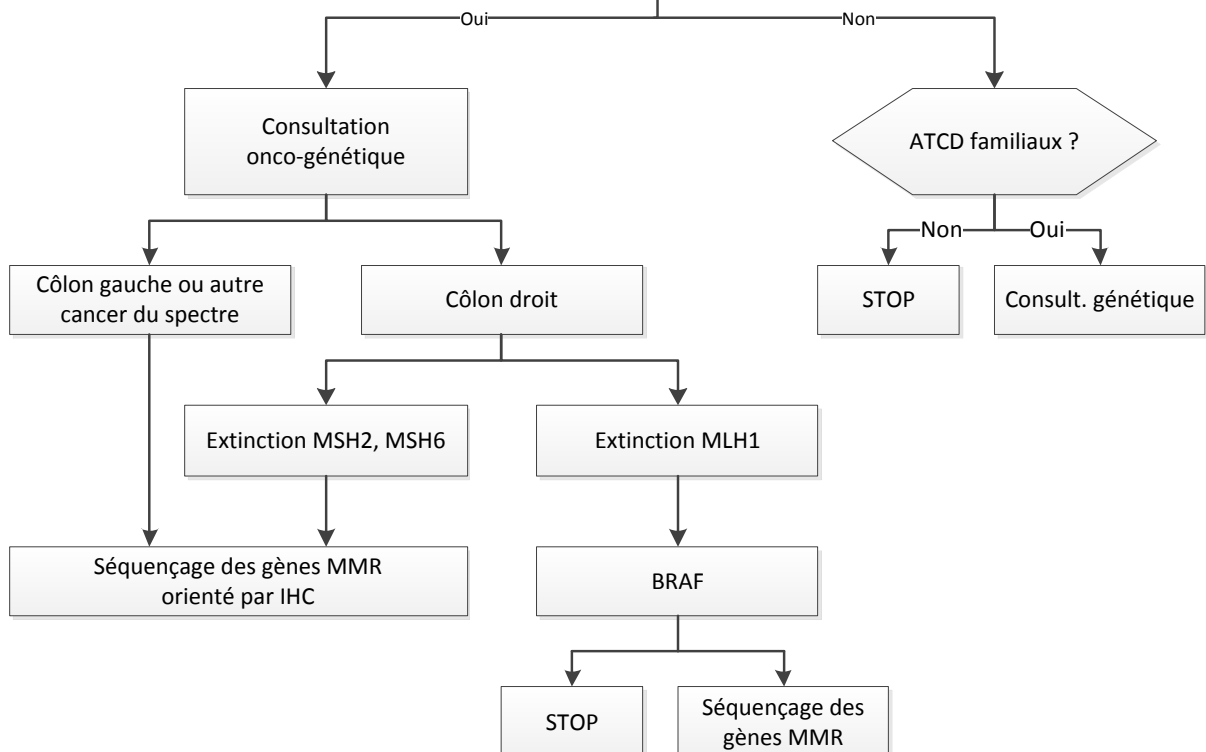 Oui
Non
Consultation
onco-génétique
ATCD familiaux ?
Non
Oui
Côlon gauche ou autre
cancer du spectre
Côlon droit
STOP
Consult. génétique
Extinction MSH2, MSH6
Extinction MLH1
Séquençage des gènes MMR
orienté par IHC
BRAF
STOP
Séquençage des
gènes MMR